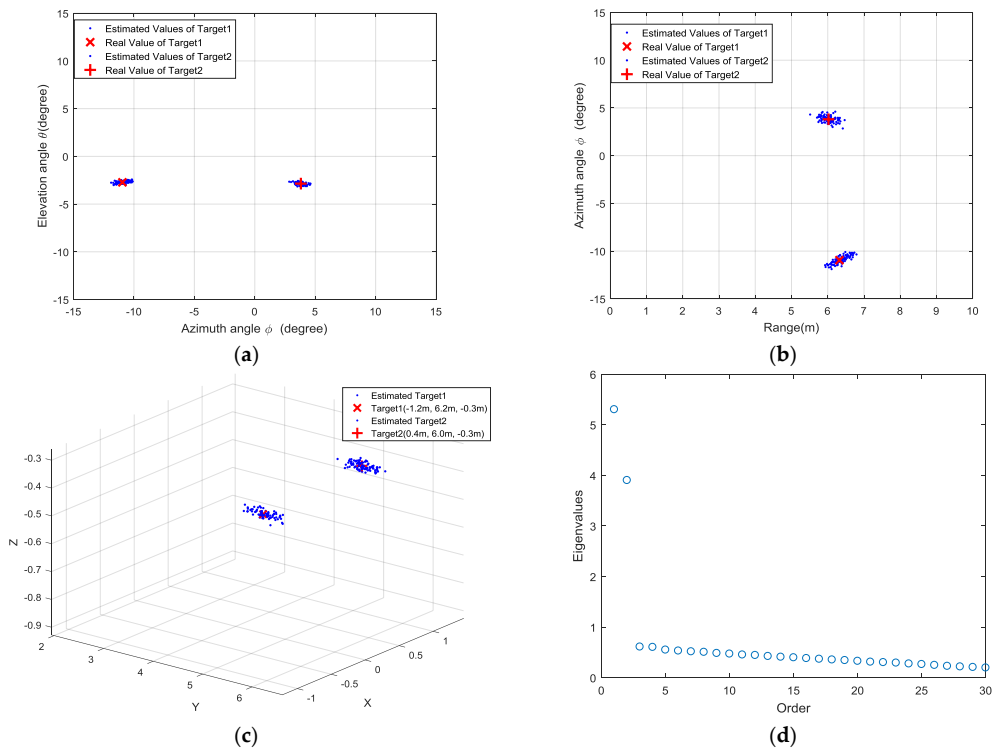 Estimated Values of Target1
Real Value of Target1
Estimated Values of Target2
Real Value of Target2
15
10
5
0
-5
-10
-15
-15
-10
-5
0
5
10
15
Elevation angle ∂(degree)
Azimuth angle ϕ (degree)
(a)
Estimated Values of Target1
Real Value of Target1
Estimated Values of Target2
Real Value of Target2
15
10
5
0
-5
-10
-15
0
1
2
3
4
5
6
7
8
9
10
Azimuth angle ϕ (degree)
Range(m)
(b)
Estimated Target1
Target1(-1.2m, 6.2m, -0.3m)
Estimated Target2
Target2(0.4m, 6.0m, -0.3m)
-0.3
-0.4
-0.5
-0.6
-0.7
-0.8
-0.9
Z
2
3
4
5
6
Y
-1
-0.5
0
0.5
1
X
(c)
6
5
4
3
2
1
0
0
5
10
15
20
25
30
Eigenvalues
Order
(d)